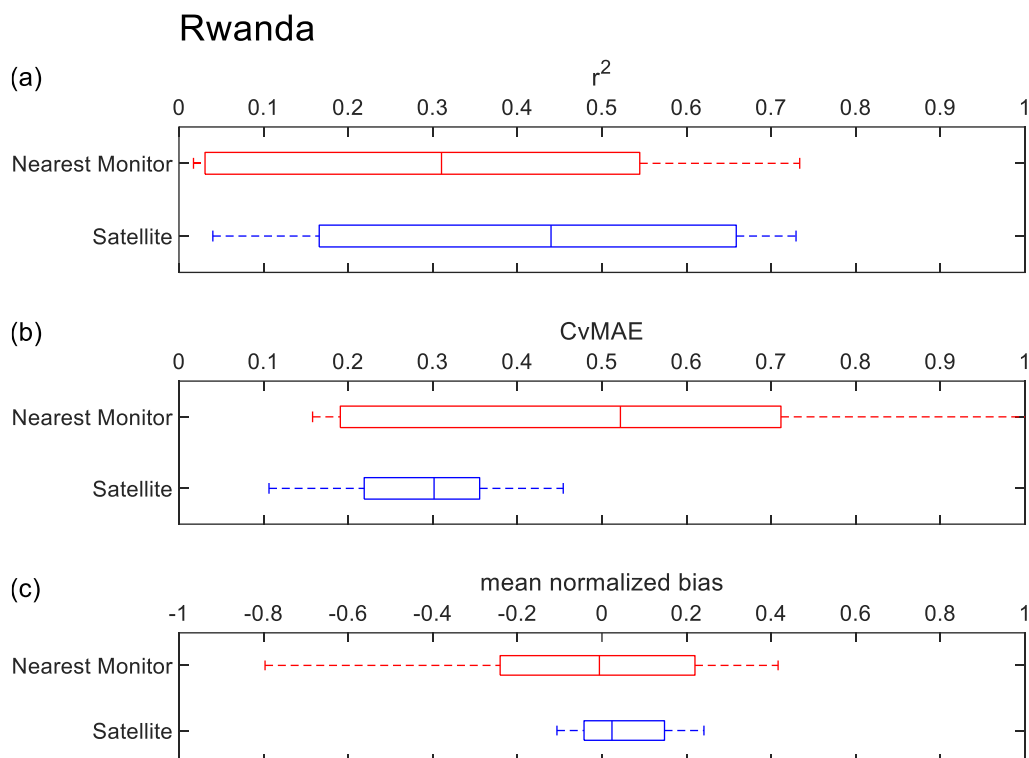 Rwanda
(a)
r²
0 0.1 0.2 0.3 0.4 0.5 0.6 0.7 0.8 0.9 1
Nearest Monitor
Satellite
(b)
CvMAE
0 0.1 0.2 0.3 0.4 0.5 0.6 0.7 0.8 0.9 1
Nearest Monitor
Satellite
(c)
mean normalized bias
-1 -0.8 -0.6 -0.4 -0.2 0 0.2 0.4 0.6 0.8 1
Nearest Monitor
Satellite